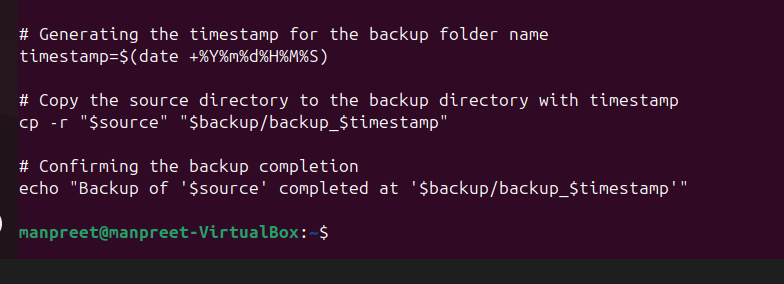 # Generating the timestamp for the backup folder name
timestamp=$(date +%Y%m%d%H%M%S)
# Copy the source directory to the backup directory with timestamp
cp -r "$source" "$backup/backup_$timestamp"
# Confirming the backup completion
echo "Backup of '$source' completed at '$backup/backup_$timestamp'"
manpreet@manpreet-VirtualBox:~$